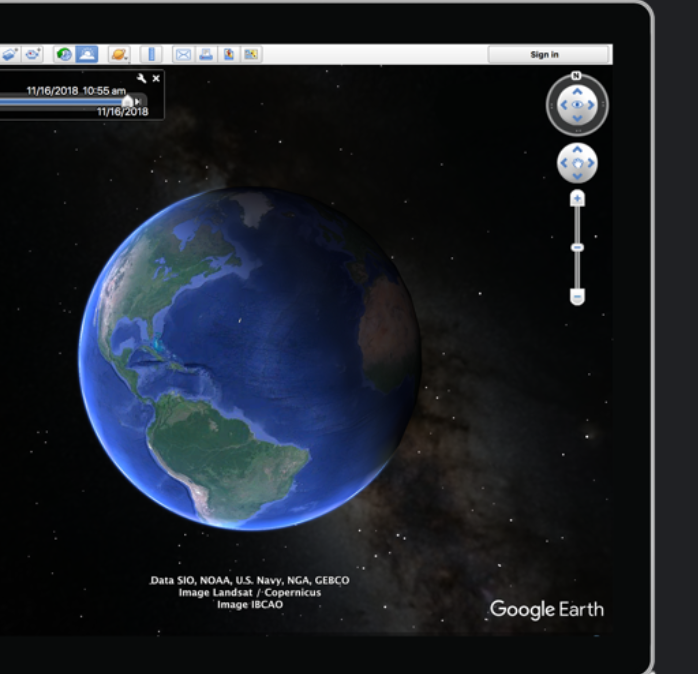 Sign in
11/16/2018 10:55 am
11/16/2018
N
Data SIO, NOAA, U.S. Navy, NGA, GEBCO
Image Landsat / Copernicus
Image IBCAO
Google Earth